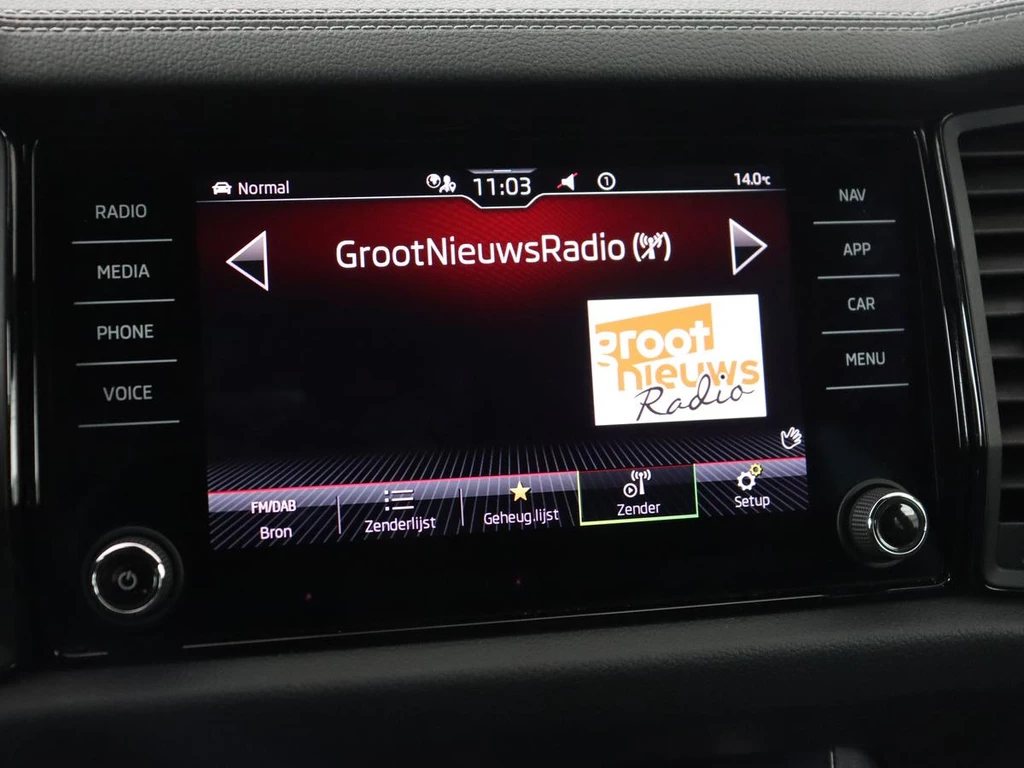 Normal
11:03
1
14.0°C
RADIO
MEDIA
PHONE
VOICE
NAV
APP
CAR
MENU
GrootNieuwsRadio
groot
nieuws
Radio
FM/DAB
Bron
Zenderlijst
Geheug.lijst
Zender
Setup